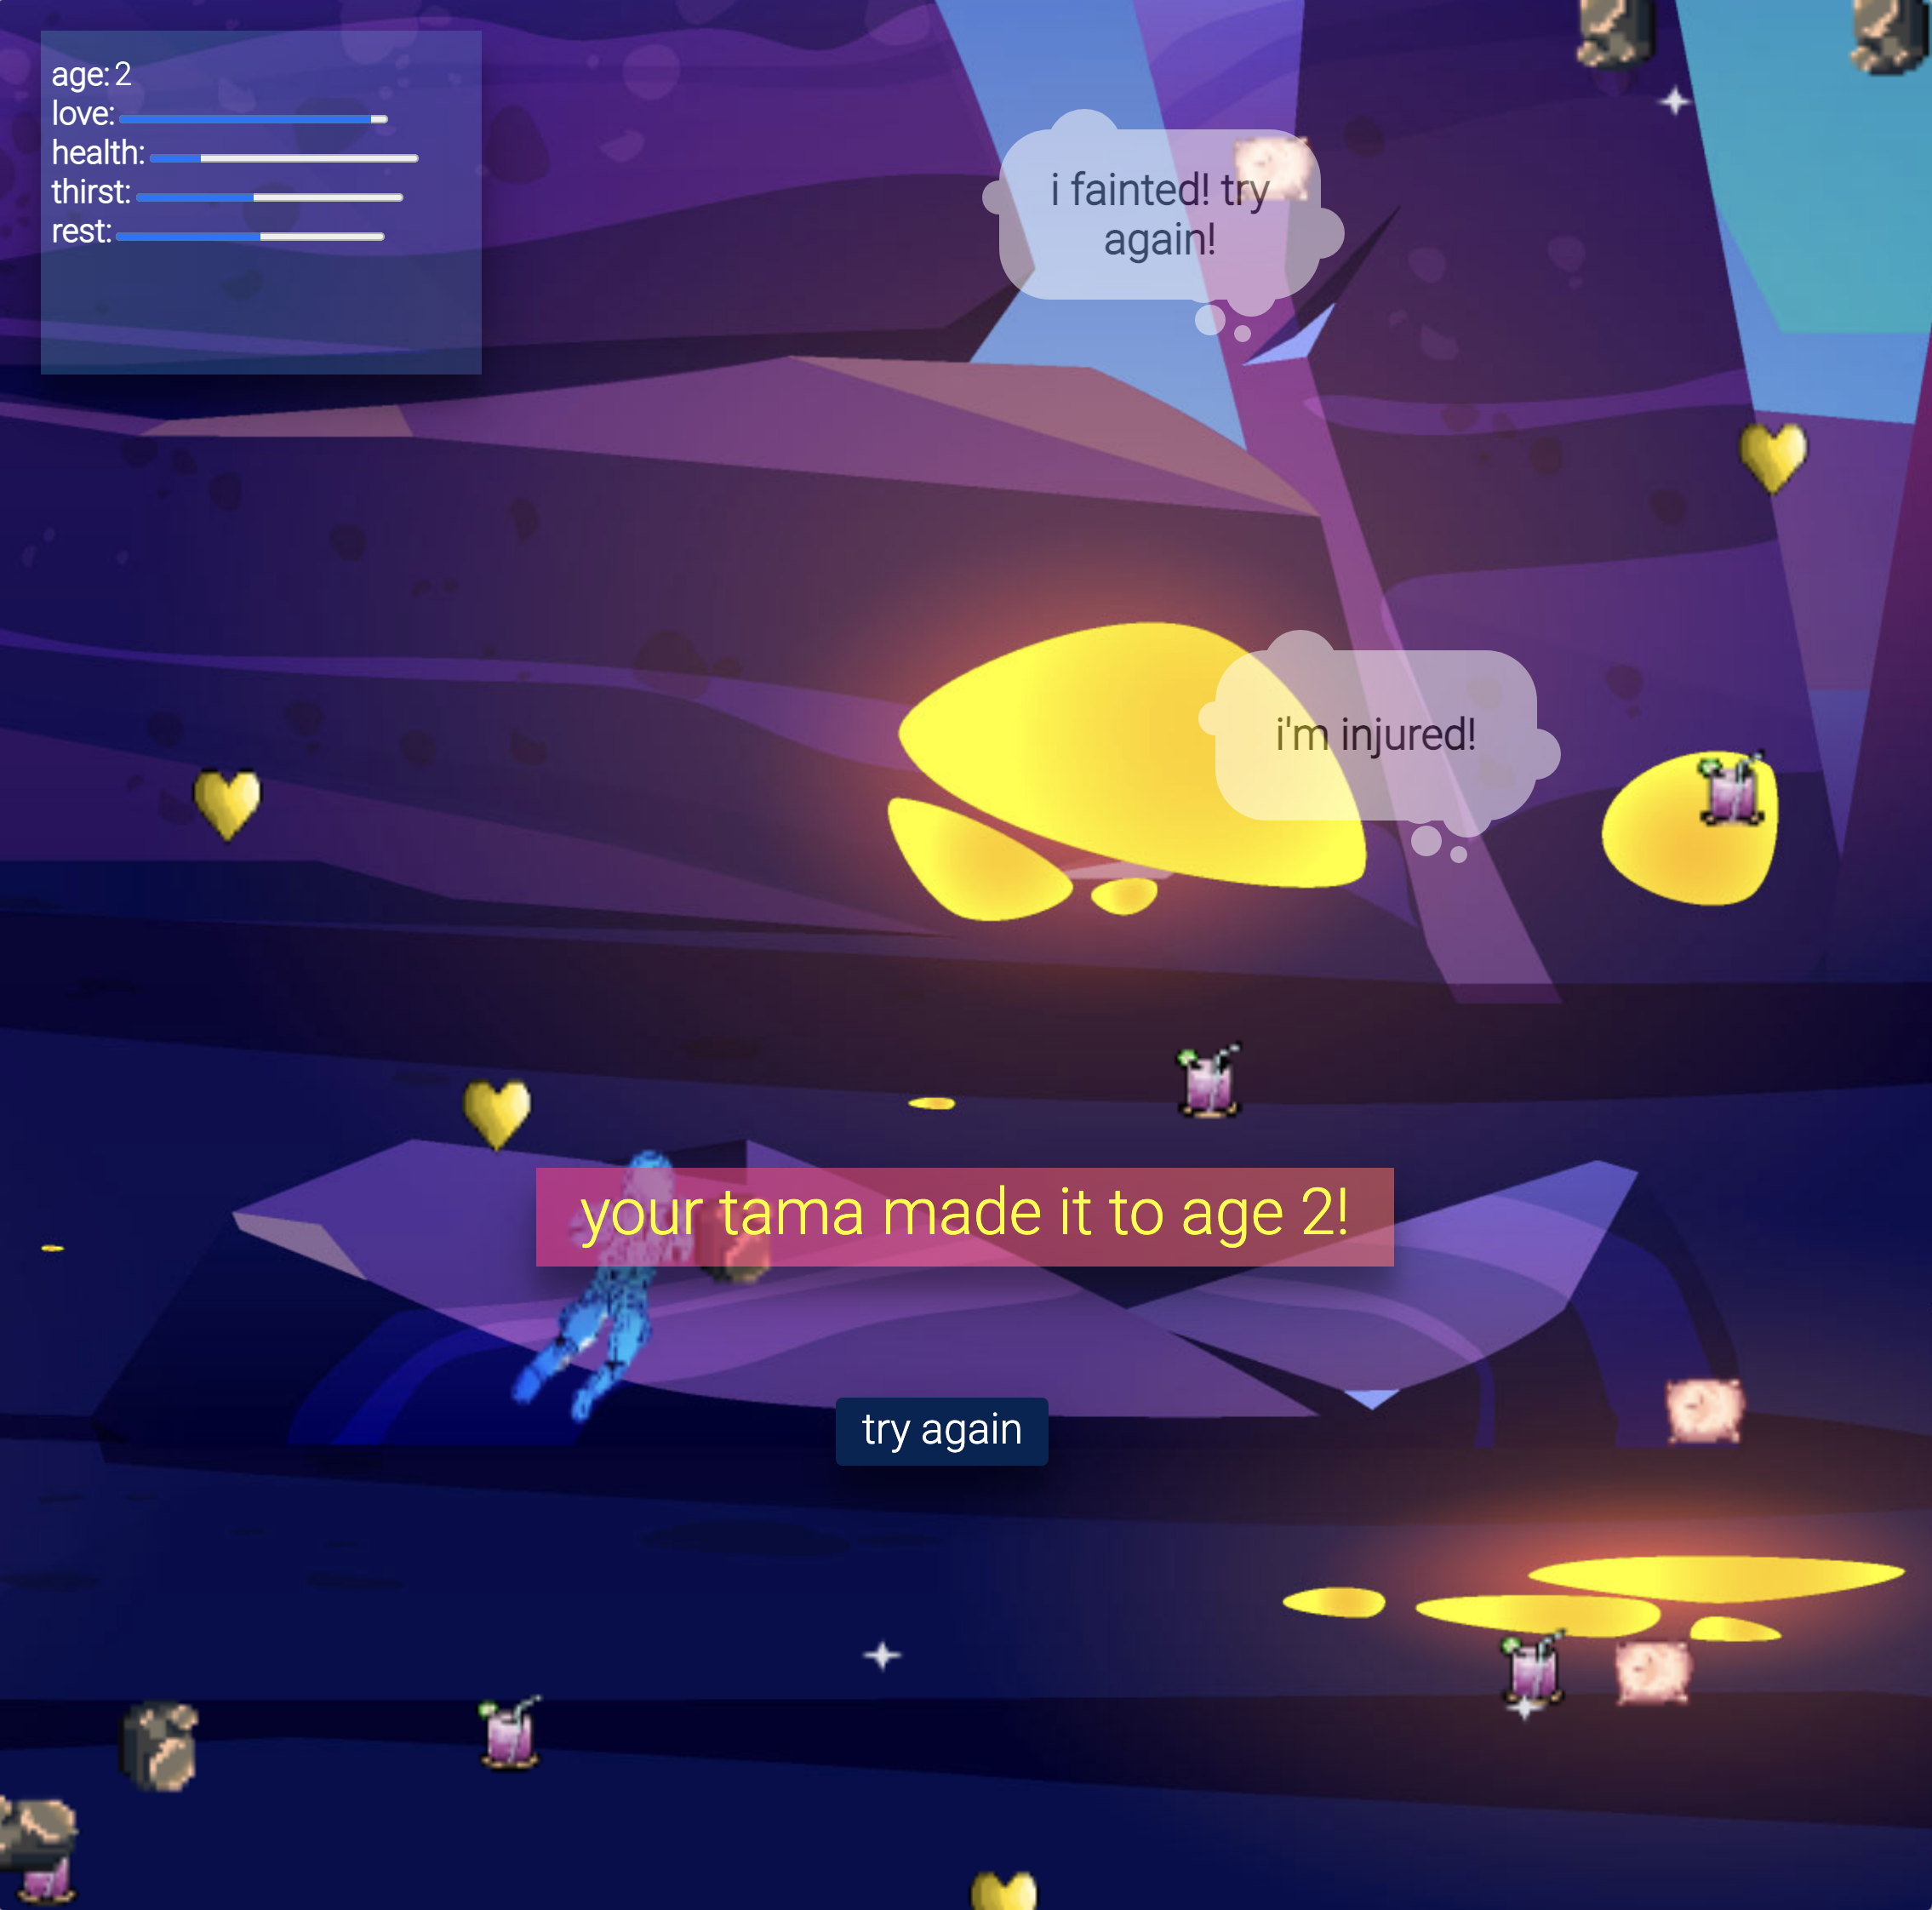 age: 2
love:
health:
thirst:
rest:
i fainted! try
again!
i'm injured!
your tama made it to age 2!
try again